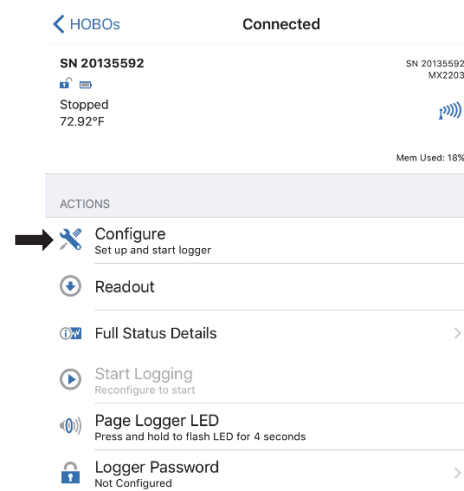 HOBOs
Connected
SN 20135592
SN 20135592
MX2203
Stopped
72.92°F
Mem Used: 18%
ACTIONS
Configure
Set up and start logger
Readout
Full Status Details
Start Logging
Reconfigure to start
Page Logger LED
Press and hold to flash LED for 4 seconds
Logger Password
Not Configured